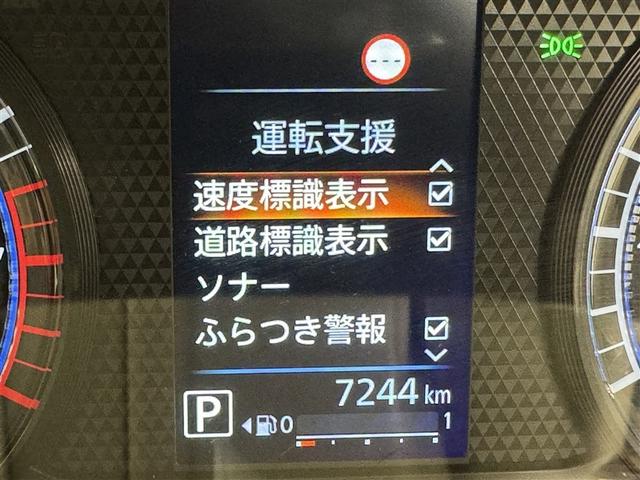 ---
運転支援
速度標識表示
道路標識表示
ソナー
ふらつき警報
7244 km
P 0 1